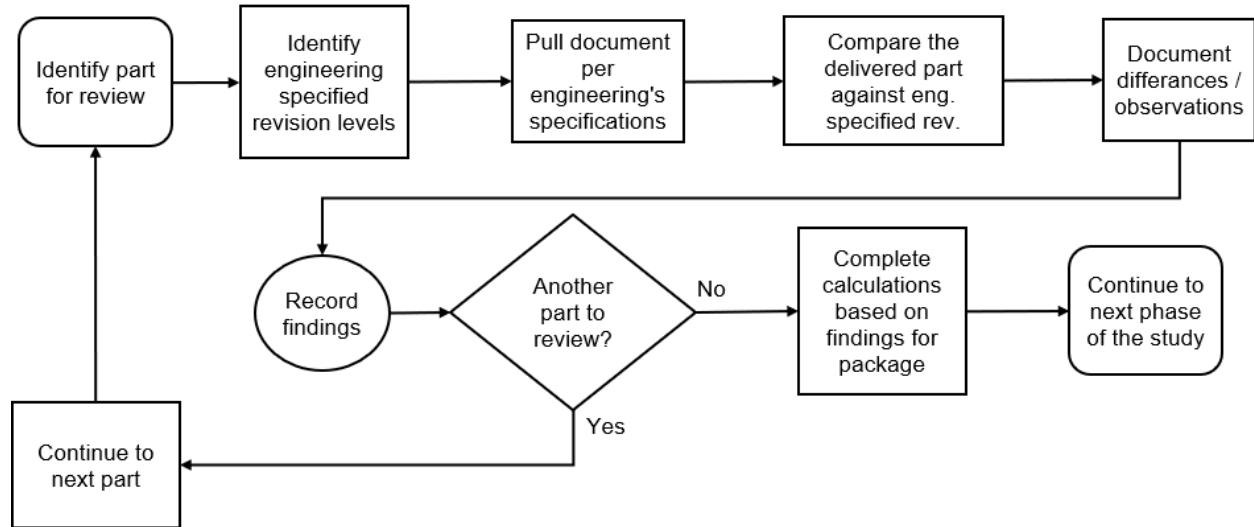 Identify part
for review
Identify
engineering
specified
revision levels
Pull document
per
engineering's
specifications
Compare the
delivered part
against eng.
specified rev.
Document
differances /
observations
Record
findings
Another
part to
review?
No
Complete
calculations
based on
findings for
package
Continue to
next phase
of the study
Yes
Continue to
next part